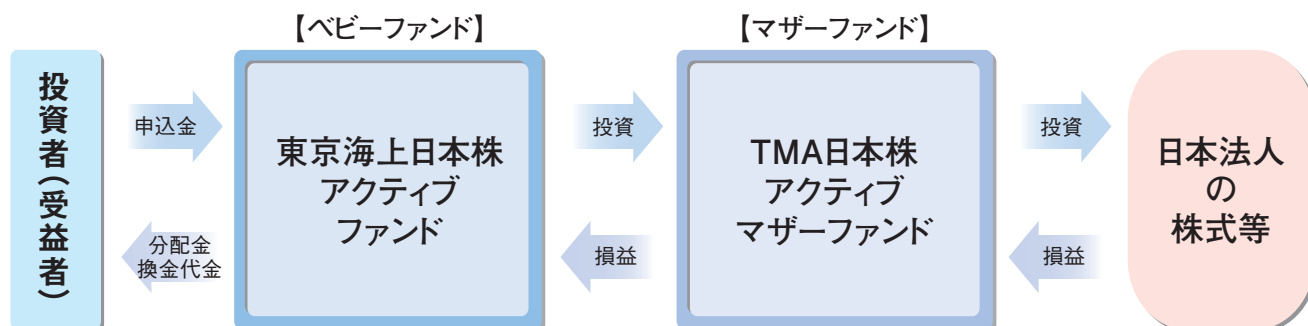 【ベビーファンド】
【マザーファンド】
投資者(受益者)
申込金
分配金
換金代金
東京海上日本株
アクティブ
ファンド
投資
損益
TMA日本株
アクティブ
マザーファンド
投資
損益
日本法人
の
株式等